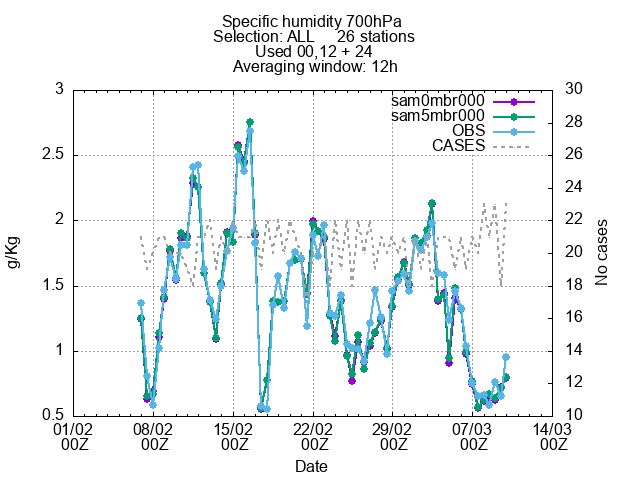 Specific humidity 700hPa
Selection: ALL 26 stations
Used 00,12 + 24
Averaging window: 12h
sam0mbr000
sam5mbr000
OBS
CASES
3
2.5
2
1.5
1
0.5
30
28
26
24
22
20
18
16
14
12
10
g/Kg
No cases
01/02 08/02 15/02 22/02 29/02 07/03 14/03
00Z 00Z 00Z 00Z 00Z 00Z 00Z
Date